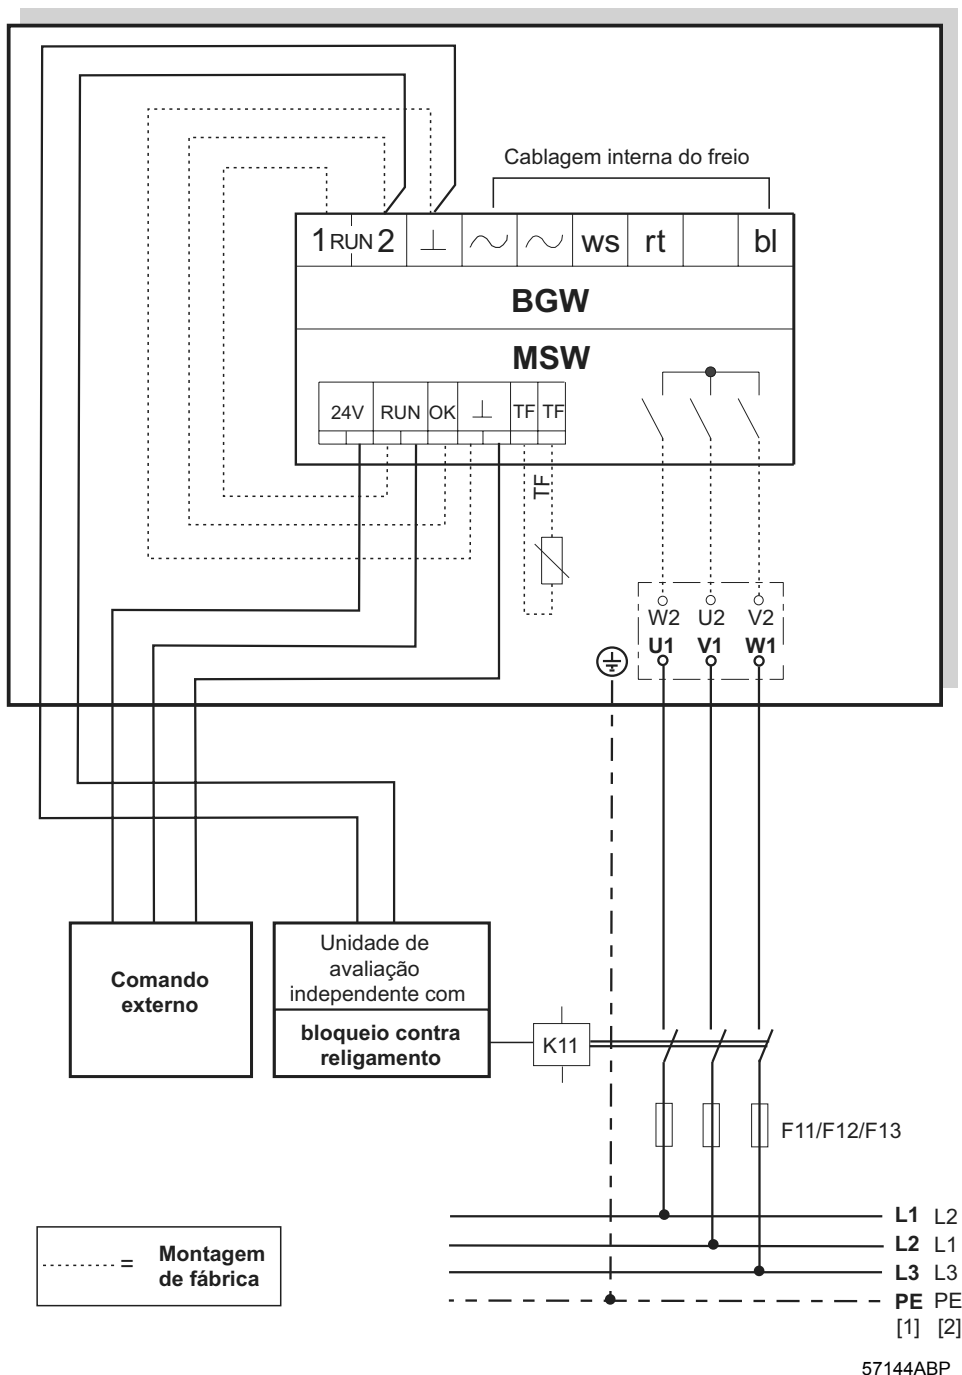 Cablagem interna do freio
1 RUN 2 ws rt bl
BGW
MSW
24V RUN OK TF TF
TF
W2 U2 V2
U1 V1 W1
Comando
externo
Unidade de
avaliação
independente com
bloqueio contra
religamento
K11
F11/F12/F13
L1 L2
L2 L1
L3 L3
PE PE
[1] [2]
= Montagem
de fábrica
57144ABP